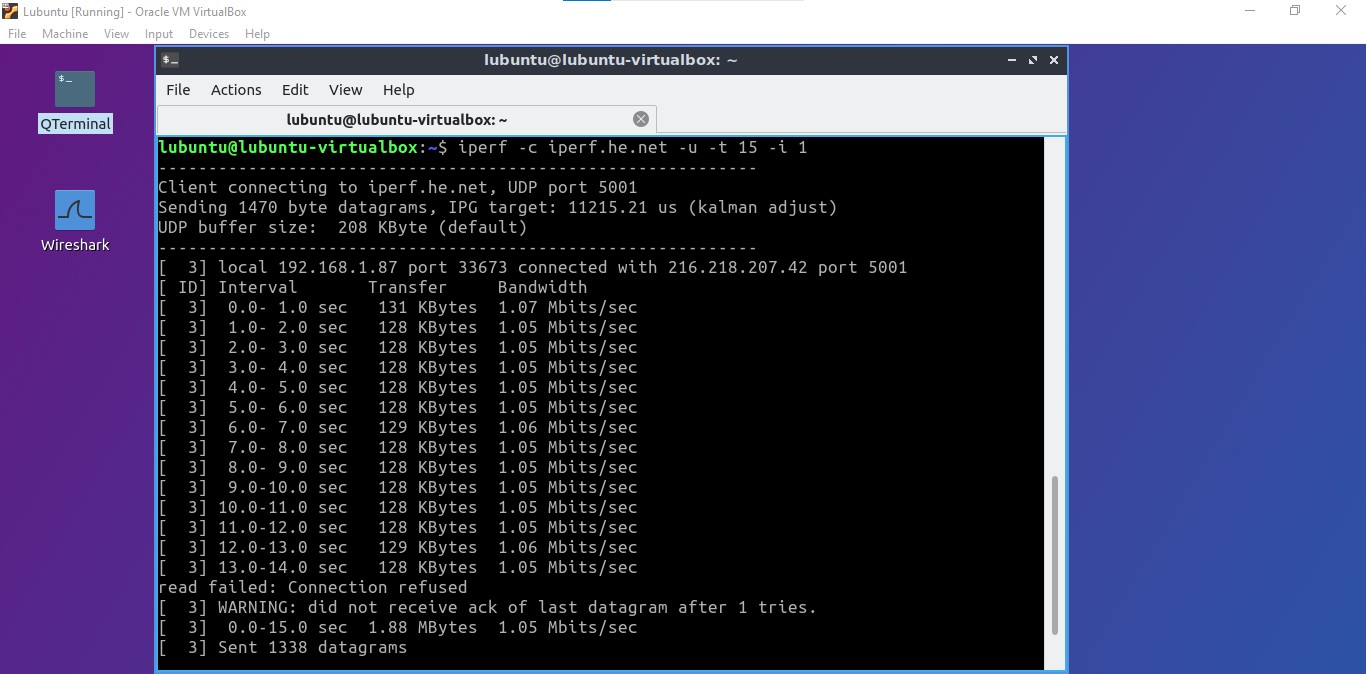 Lubuntu [Running] - Oracle VM VirtualBox
File Machine View Input Devices Help
lubuntu@lubuntu-virtualbox: ~
File Actions Edit View Help
lubuntu@lubuntu-virtualbox: ~
QTerminal
Wireshark
lubuntu@lubuntu-virtualbox:~$ iperf -c iperf.he.net -u -t 15 -i 1
------------------------------------------------------------
Client connecting to iperf.he.net, UDP port 5001
Sending 1470 byte datagrams, IPG target: 11215.21 us (kalman adjust)
UDP buffer size:  208 KByte (default)
------------------------------------------------------------
[  3] local 192.168.1.87 port 33673 connected with 216.218.207.42 port 5001
[ ID] Interval       Transfer     Bandwidth
[  3]  0.0- 1.0 sec   131 KBytes  1.07 Mbits/sec
[  3]  1.0- 2.0 sec   128 KBytes  1.05 Mbits/sec
[  3]  2.0- 3.0 sec   128 KBytes  1.05 Mbits/sec
[  3]  3.0- 4.0 sec   128 KBytes  1.05 Mbits/sec
[  3]  4.0- 5.0 sec   128 KBytes  1.05 Mbits/sec
[  3]  5.0- 6.0 sec   128 KBytes  1.05 Mbits/sec
[  3]  6.0- 7.0 sec   129 KBytes  1.06 Mbits/sec
[  3]  7.0- 8.0 sec   128 KBytes  1.05 Mbits/sec
[  3]  8.0- 9.0 sec   128 KBytes  1.05 Mbits/sec
[  3]  9.0-10.0 sec   128 KBytes  1.05 Mbits/sec
[  3] 10.0-11.0 sec   128 KBytes  1.05 Mbits/sec
[  3] 11.0-12.0 sec   128 KBytes  1.05 Mbits/sec
[  3] 12.0-13.0 sec   129 KBytes  1.06 Mbits/sec
[  3] 13.0-14.0 sec   128 KBytes  1.05 Mbits/sec
read failed: Connection refused
[  3] WARNING: did not receive ack of last datagram after 1 tries.
[  3]  0.0-15.0 sec  1.88 MBytes  1.05 Mbits/sec
[  3] Sent 1338 datagrams